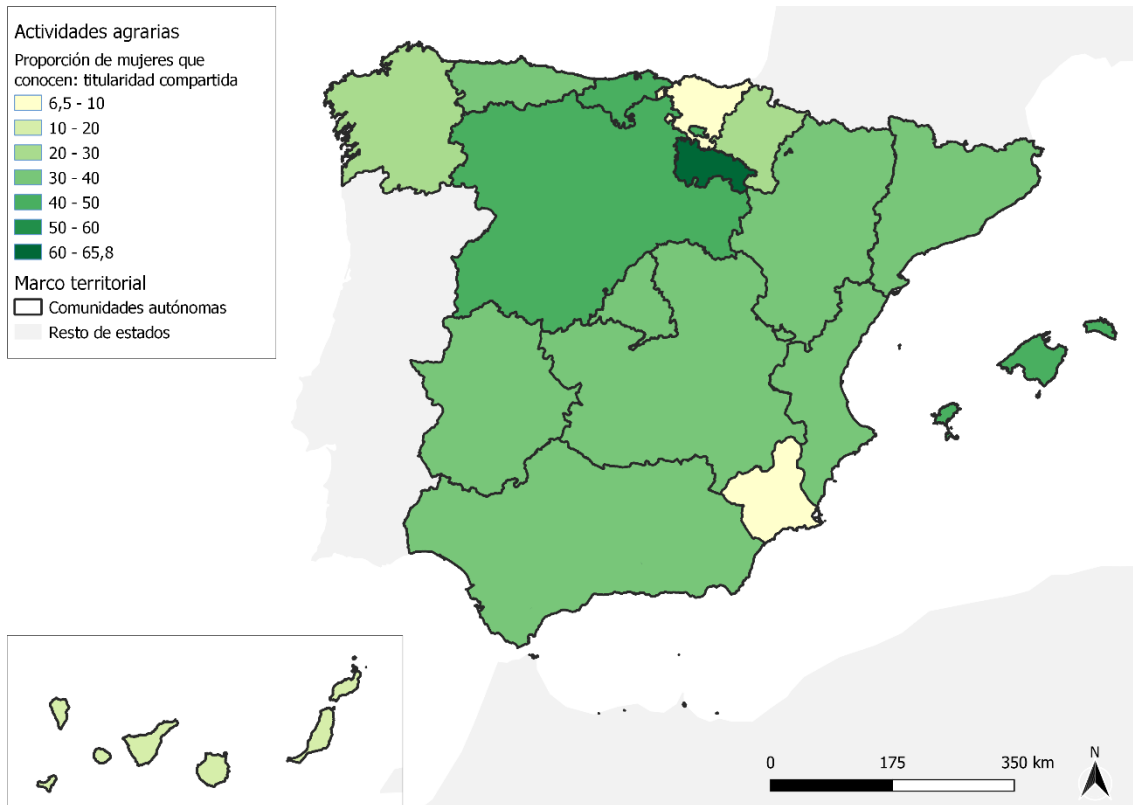 Actividades agrarias
Proporción de mujeres que
conocen: titularidad compartida
6,5 - 10
10 - 20
20 - 30
30 - 40
40 - 50
50 - 60
60 - 65,8
Marco territorial
Comunidades autónomas
Resto de estados
0 175 350 km
N